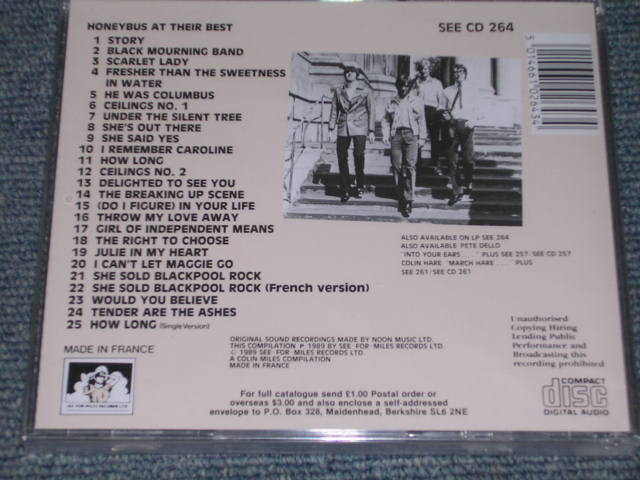 HONEYBUS AT THEIR BEST
SEE CD 264
1 STORY
2 BLACK MOURNING BAND
3 SCARLET LADY
4 FRESHER THAN THE SWEETNESS
IN WATER
5 HE WAS COLUMBUS
6 CEILINGS NO. 1
7 UNDER THE SILENT TREE
8 SHE'S OUT THERE
9 SHE SAID YES
10 I REMEMBER CAROLINE
11 HOW LONG
12 CEILINGS NO. 2
13 DELIGHTED TO SEE YOU
14 THE BREAKING UP SCENE
15 (DO I FIGURE) IN YOUR LIFE
16 THROW MY LOVE AWAY
17 GIRL OF INDEPENDENT MEANS
18 THE RIGHT TO CHOOSE
19 JULIE IN MY HEART
20 I CAN'T LET MAGGIE GO
21 SHE SOLD BLACKPOOL ROCK
22 SHE SOLD BLACKPOOL ROCK (French version)
23 WOULD YOU BELIEVE
24 TENDER ARE THE ASHES
25 HOW LONG (Single Version)
5 014661 026434
ALSO AVAILABLE ON LP SEE 264
ALSO AVAILABLE PETE DELLO
"INTO YOUR EARS . . . ." PLUS SEE 257/SEE CD 257
COLIN HARE "MARCH HARE . . . ." PLUS
SEE 261/SEE CD 261
Unauthorised
Copying Hiring
Lending Public
Performance and
Broadcasting this
recording prohibited
MADE IN FRANCE
ORIGINAL SOUND RECORDINGS MADE BY NOON MUSIC LTD.
THIS COMPILATION P 1989 BY SEE-FOR-MILES RECORDS LTD.
© 1989 SEE-FOR-MILES RECORDS LTD.
A COLIN MILES COMPILATION
MADE IN FRANCE
SEE FOR MILES RECORDS LTD
For full catalogue send £1.00 Postal order or
overseas $3.00 and also enclose a self-addressed
envelope to P.O. Box 328, Maidenhead, Berkshire SL6 2NE
COMPACT
disc
DIGITAL AUDIO